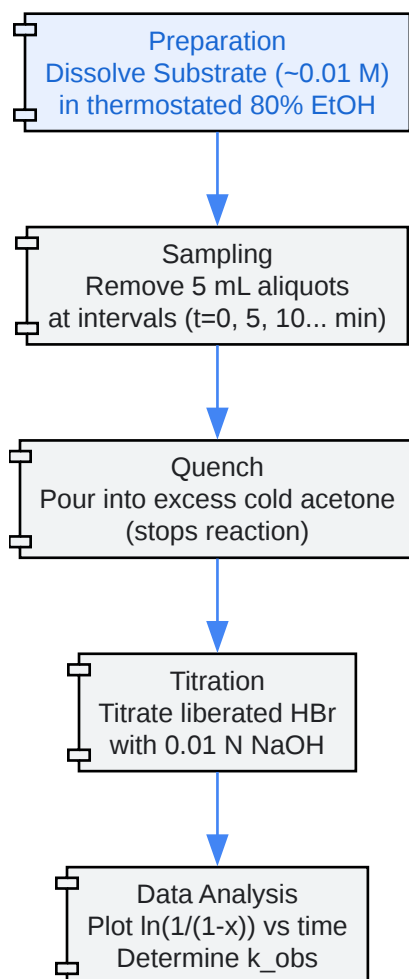 Preparation
Dissolve Substrate (~0.01 M)
in thermostated 80% EtOH
Sampling
Remove 5 mL aliquots
at intervals (t=0, 5, 10... min)
Quench
Pour into excess cold acetone
(stops reaction)
Titration
Titrate liberated HBr
with 0.01 N NaOH
Data Analysis
Plot ln(1/(1-x)) vs time
Determine k_obs